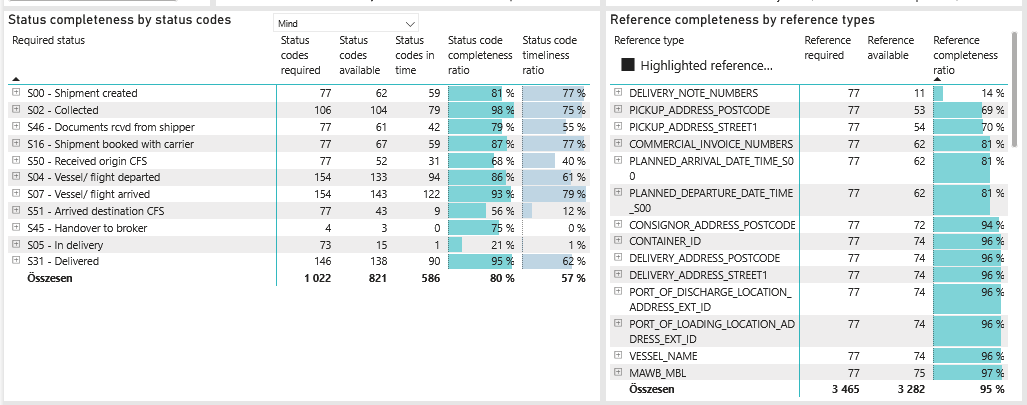 Status completeness by status codes
Mind
Required status
Status codes required
Status codes available
Status codes in time
Status code completeness ratio
Status code timeliness ratio
S00 - Shipment created 77 62 59 81 % 77 %
S02 - Collected 106 104 79 98 % 75 %
S46 - Documents rcvd from shipper 77 61 42 79 % 55 %
S16 - Shipment booked with carrier 77 67 59 87 % 77 %
S50 - Received origin CFS 77 52 31 68 % 40 %
S04 - Vessel/ flight departed 154 133 94 86 % 61 %
S07 - Vessel/ flight arrived 154 143 122 93 % 79 %
S51 - Arrived destination CFS 77 43 9 56 % 12 %
S45 - Handover to broker 4 3 0 75 % 0 %
S05 - In delivery 73 15 1 21 % 1 %
S31 - Delivered 146 138 90 95 % 62 %
Összesen 1 022 821 586 80 % 57 %
Reference completeness by reference types
Reference type
Reference required
Reference available
Reference completeness ratio
Highlighted reference...
DELIVERY_NOTE_NUMBERS 77 11 14 %
PICKUP_ADDRESS_POSTCODE 77 53 69 %
PICKUP_ADDRESS_STREET1 77 54 70 %
COMMERCIAL_INVOICE_NUMBERS 77 62 81 %
PLANNED_ARRIVAL_DATE_TIME_S0 77 62 81 %
0
PLANNED_DEPARTURE_DATE_TIME 77 62 81 %
_S00
CONSIGNOR_ADDRESS_POSTCODE 77 72 94 %
CONTAINER_ID 77 74 96 %
DELIVERY_ADDRESS_POSTCODE 77 74 96 %
DELIVERY_ADDRESS_STREET1 77 74 96 %
PORT_OF_DISCHARGE_LOCATION_ 77 74 96 %
ADDRESS_EXT_ID
PORT_OF_LOADING_LOCATION_AD 77 74 96 %
DRESS_EXT_ID
VESSEL_NAME 77 74 96 %
MAWB_MBL 77 75 97 %
Összesen 3 465 3 282 95 %